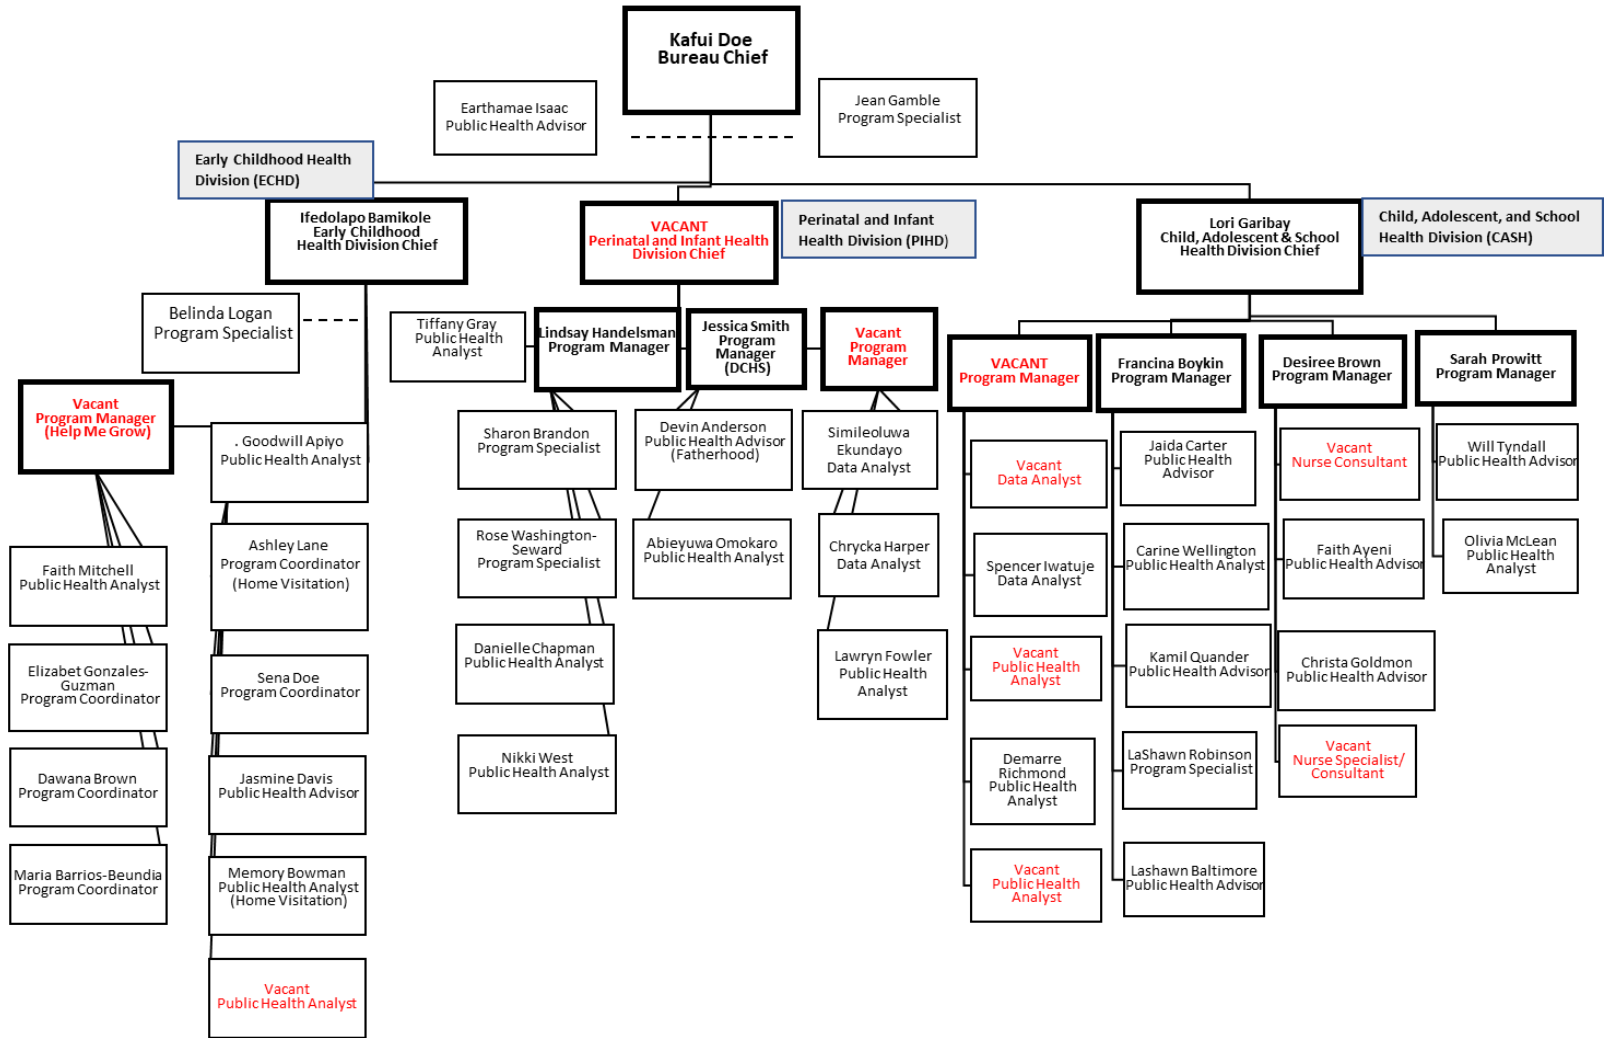 Kafui Doe
Bureau Chief
Earthamae Isaac
Public Health Advisor
Jean Gamble
Program Specialist
Early Childhood Health
Division (ECHD)
Ifedolapo Bamikole
Early Childhood
Health Division Chief
VACANT
Perinatal and Infant Health
Division Chief
Perinatal and Infant
Health Division (PIHD)
Lori Garibay
Child, Adolescent & School
Health Division Chief
Child, Adolescent, and School
Health Division (CASH)
Belinda Logan
Program Specialist
Tiffany Gray
Public Health
Analyst
Lindsay Handelsman
Program Manager
Jessica Smith
Program
Manager
(DCHS)
Vacant
Program
Manager
VACANT
Program Manager
Francina Boykin
Program Manager
Desiree Brown
Program Manager
Sarah Prowitt
Program Manager
Vacant
Program Manager
(Help Me Grow)
. Goodwill Apiyo
Public Health Analyst
Sharon Brandon
Program Specialist
Devin Anderson
Public Health Advisor
(Fatherhood)
Simileoluwa
Ekundayo
Data Analyst
Vacant
Data Analyst
Jaida Carter
Public Health
Advisor
Vacant
Nurse Consultant
Will Tyndall
Public Health Advisor
Faith Mitchell
Public Health Analyst
Ashley Lane
Program Coordinator
(Home Visitation)
Rose Washington-
Seward
Program Specialist
Abieyuwa Omokaro
Public Health Analyst
Chrycka Harper
Data Analyst
Spencer Iwatuje
Data Analyst
Carine Wellington
Public Health Analyst
Faith Ayeni
Public Health Advisor
Olivia McLean
Public Health
Analyst
Elizabet Gonzales-
Guzman
Program Coordinator
Sena Doe
Program Coordinator
Danielle Chapman
Public Health Analyst
Lawryn Fowler
Public Health
Analyst
Vacant
Public Health
Analyst
Kamil Quander
Public Health Advisor
Christa Goldmon
Public Health Advisor
Dawana Brown
Program Coordinator
Jasmine Davis
Public Health Advisor
Nikki West
Public Health Analyst
Demarre
Richmond
Public Health
Analyst
LaShawn Robinson
Program Specialist
Vacant
Nurse Specialist/
Consultant
Maria Barrios-Beundia
Program Coordinator
Memory Bowman
Public Health Analyst
(Home Visitation)
Vacant
Public Health
Analyst
Lashawn Baltimore
Public Health Advisor
Vacant
Public Health Analyst